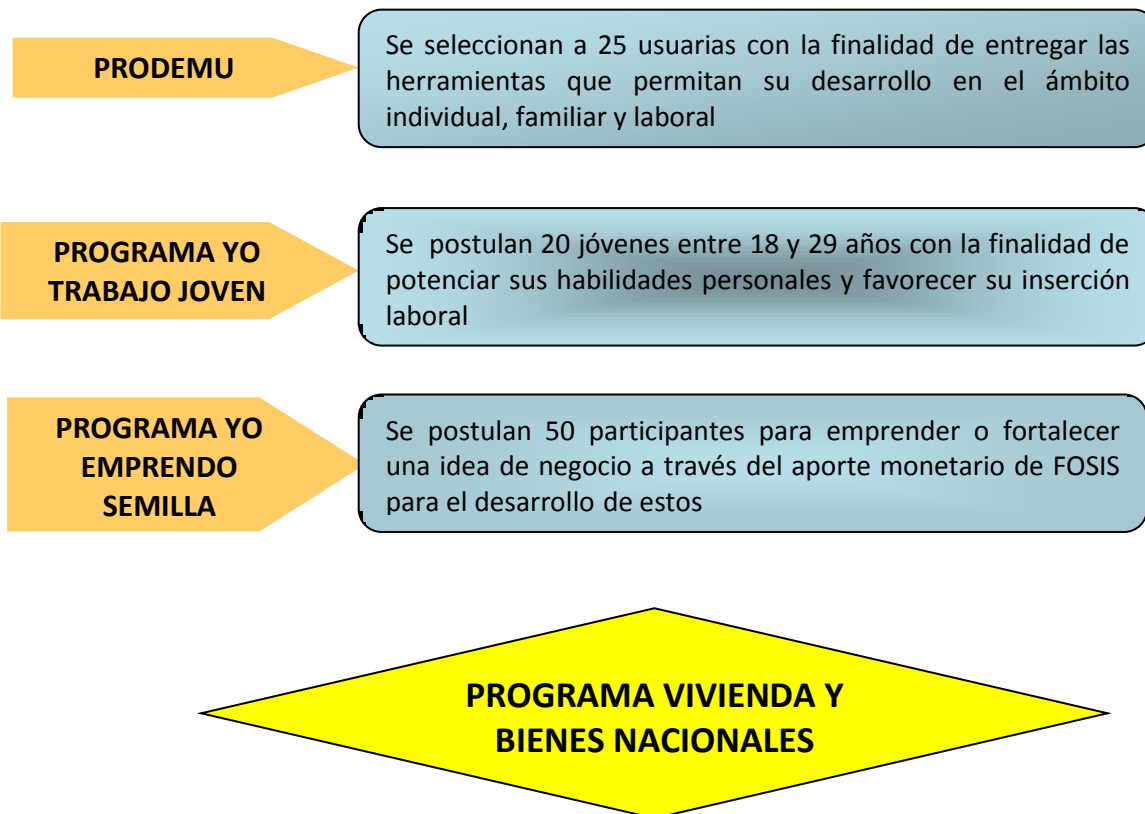 PRODEMU
Se seleccionan a 25 usuarias con la finalidad de entregar las
herramientas que permitan su desarrollo en el ámbito
individual, familiar y laboral
PROGRAMA YO
TRABAJO JOVEN
Se postulan 20 jóvenes entre 18 y 29 años con la finalidad de
potenciar sus habilidades personales y favorecer su inserción
laboral
PROGRAMA YO
EMPRENDO
SEMILLA
Se postulan 50 participantes para emprender o fortalecer
una idea de negocio a través del aporte monetario de FOSIS
para el desarrollo de estos
PROGRAMA VIVIENDA Y
BIENES NACIONALES